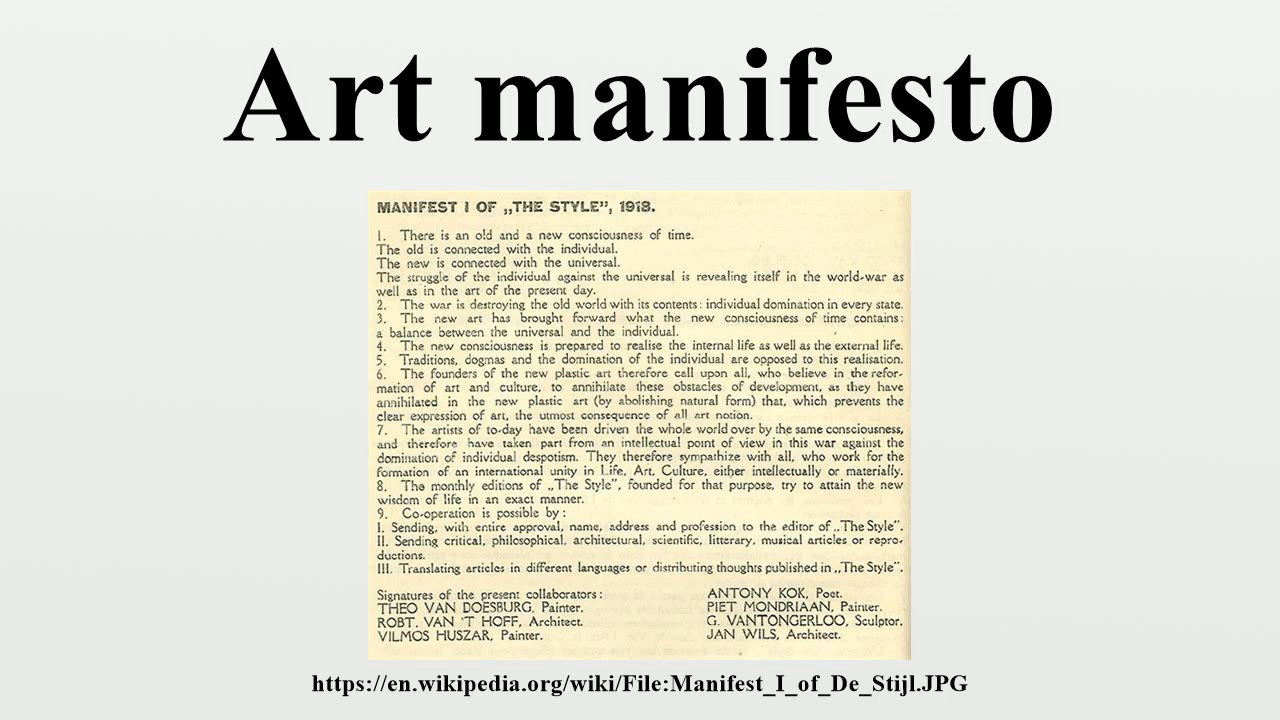 Art manifesto
MANIFEST I OF „THE STYLE", 1918.
1. There is an old and a new consciousness of time.
The old is connected with the individual.
The new is connected with the universal.
The struggle of the individual against the universal is revealing itself in the world-war as
well as in the art of the present day.
2. The war is destroying the old world with its contents: individual domination in every state.
3. The new art has brought forward what the new consciousness of time contains:
a balance between the universal and the individual.
4. The new consciousness is prepared to realise the internal life as well as the external life.
5. Traditions, dogmas and the domination of the individual are opposed to this realisation.
6. The founders of the new plastic art therefore call upon all, who believe in the refor-
mation of art and culture, to annihilate these obstacles of development, as they have
annihilated in the new plastic art (by abolishing natural form) that, which prevents the
clear expression of art, the utmost consequence of all art notion.
7. The artists of to-day have been driven the whole world over by the same consciousness,
and therefore have taken part from an intellectual point of view in this war against the
domination of individual despotism. They therefore sympathize with all, who work for the
formation of an international unity in Life, Art, Culture, either intellectually or materially.
8. The monthly editions of „The Style", founded for that purpose, try to attain the new
wisdom of life in an exact manner.
9. Co-operation is possible by:
I. Sending, with entire approval, name, address and profession to the editor of „The Style".
II. Sending critical, philosophical, architectural, scientific, litterary, musical articles or repro-
ductions.
III. Translating articles in different languages or distributing thoughts published in „The Style".
Signatures of the present collaborators:
THEO VAN DOESBURG, Painter.
ROBT. VAN 'T HOFF, Architect.
VILMOS HUSZAR, Painter.
ANTONY KOK, Poet.
PIET MONDRIAAN, Painter.
G. VANTONGERLOO, Sculptor.
JAN WILS, Architect.
https://en.wikipedia.org/wiki/File:Manifest_I_of_De_Stijl.JPG